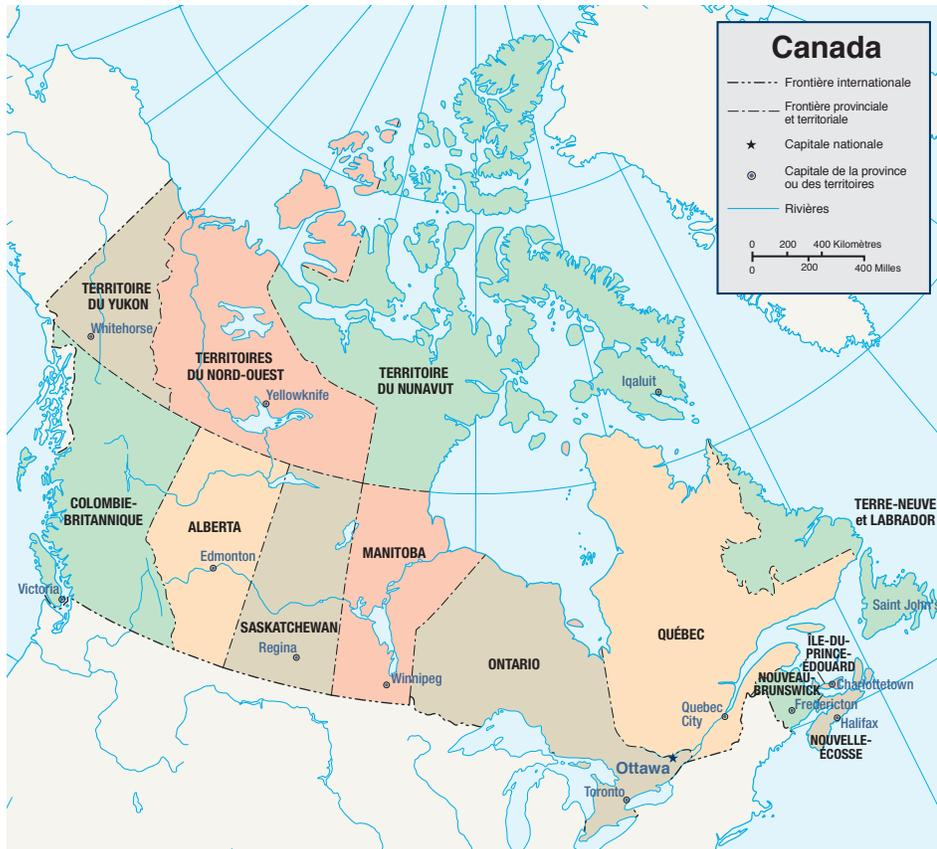 Canada
Frontière internationale
Frontière provinciale
et territoriale
Capitale nationale
Capitale de la province
ou des territoires
Rivières
0 200 400 Kilomètres
0 200 400 Milles
TERRITOIRE
DU YUKON
Whitehorse
TERRITOIRES
DU NORD-OUEST
Yellowknife
TERRITOIRE
DU NUNAVUT
Iqaluit
COLOMBIE-
BRITANNIQUE
Victoria
ALBERTA
Edmonton
SASKATCHEWAN
Regina
MANITOBA
Winnipeg
ONTARIO
Ottawa
Toronto
QUÉBEC
Quebec
City
TERRE-NEUVE
et LABRADOR
Saint John's
ÎLE-DU-
PRINCE-
ÉDOUARD
Charlottetown
NOUVEAU-
BRUNSWICK
Fredericton
Halifax
NOUVELLE-
ÉCOSSE